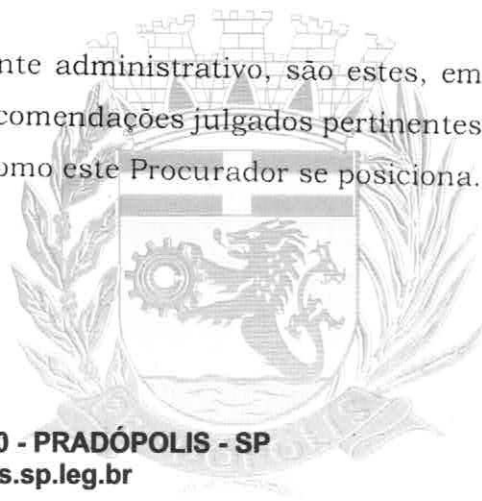 nte administrativo, são estes, em
comendações julgados pertinentes
omo este Procurador se posiciona.
0 - PRADÓPOLIS - SP
s.sp.leg.br